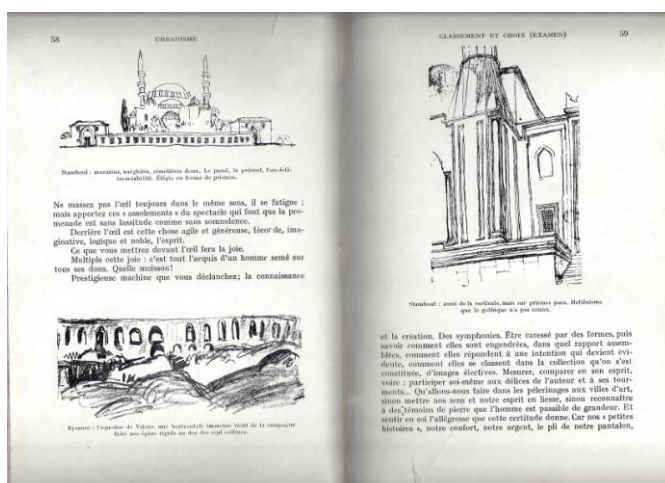 58
URBANISME
Stamboul : mazarins, narghilés, cimetières doux. Le passé, le présent, l'au-delà :
immuabilité. Élégie en forme de prismes.
Ne massez pas l'œil toujours dans le même sens, il se fatigue ;
mais apportez ces « assolements » du spectacle qui font que la pro-
menade est sans lassitude comme sans somnolence.
Derrière l'œil est cette chose agile et généreuse, féconde, ima-
ginative, logique et noble, l'esprit.
Ce que vous mettrez devant l'œil fera la joie.
Multiple cette joie : c'est tout l'acquis d'un homme semé sur
tous ses dons. Quelle moisson!
Prestigieuse machine que vous déclanchez; la connaissance
Byzance : l'aqueduc de Valens, une horizontale immense vient de la campagne
faire une épine rigide au dos des sept collines.
CLASSEMENT ET CHOIX (EXAMEN)
59
Stamboul : aussi de la verticale, mais sur prismes purs. Hellénisme
que le gothique n'a pas connu.
et la création. Des symphonies. Être caressé par des formes, puis
savoir comment elles sont engendrées, dans quel rapport assem-
blées, comment elles répondent à une intention qui devient évi-
dente, comment elles se classent dans la collection qu'on s'est
constituée, d'images électives. Mesurer, comparer en son esprit,
voire : participer soi-même aux délices de l'auteur et à ses tour-
ments... Qu'allons-nous faire dans les pèlerinages aux villes d'art,
sinon mettre nos sens et notre esprit en liesse, sinon reconnaître
à des témoins de pierre que l'homme est passible de grandeur. Et
sentir en soi l'allégresse que cette certitude donne. Car nos « petites
histoires », notre confort, notre argent, le pli de notre pantalon,